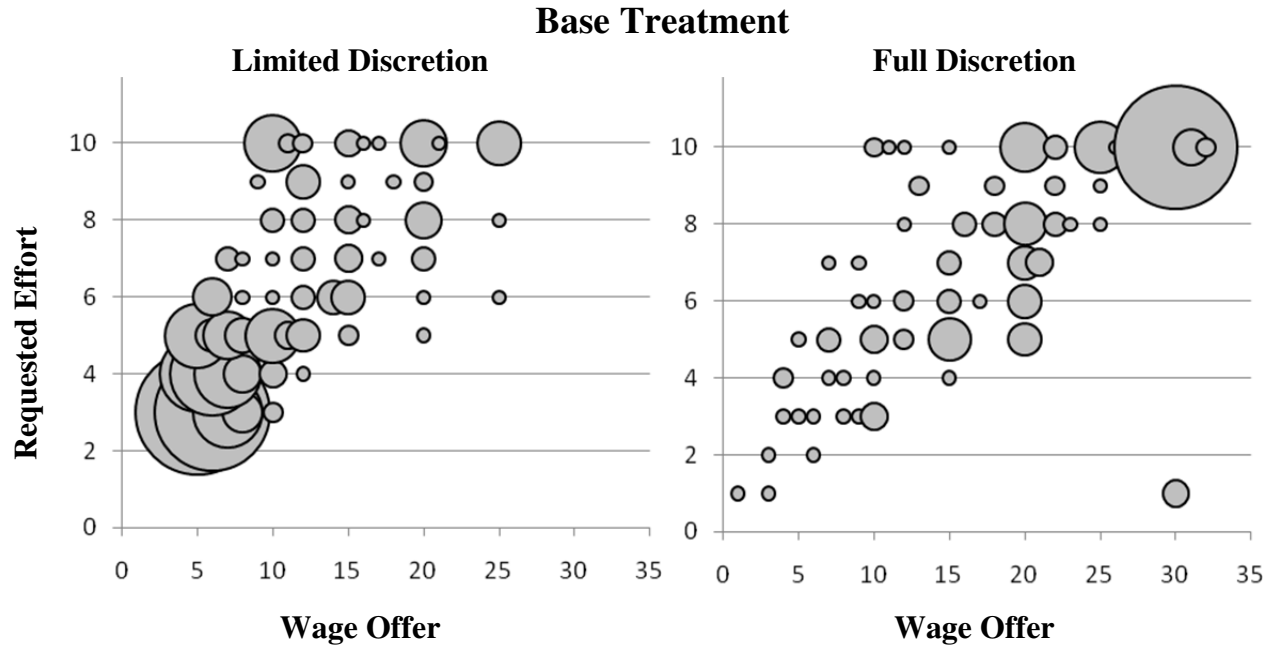 Base Treatment
Limited Discretion
Full Discretion
Requested Effort
10
8
6
4
2
0
0 5 10 15 20 25 30 35
Wage Offer
10
8
6
4
2
0
0 5 10 15 20 25 30 35
Wage Offer